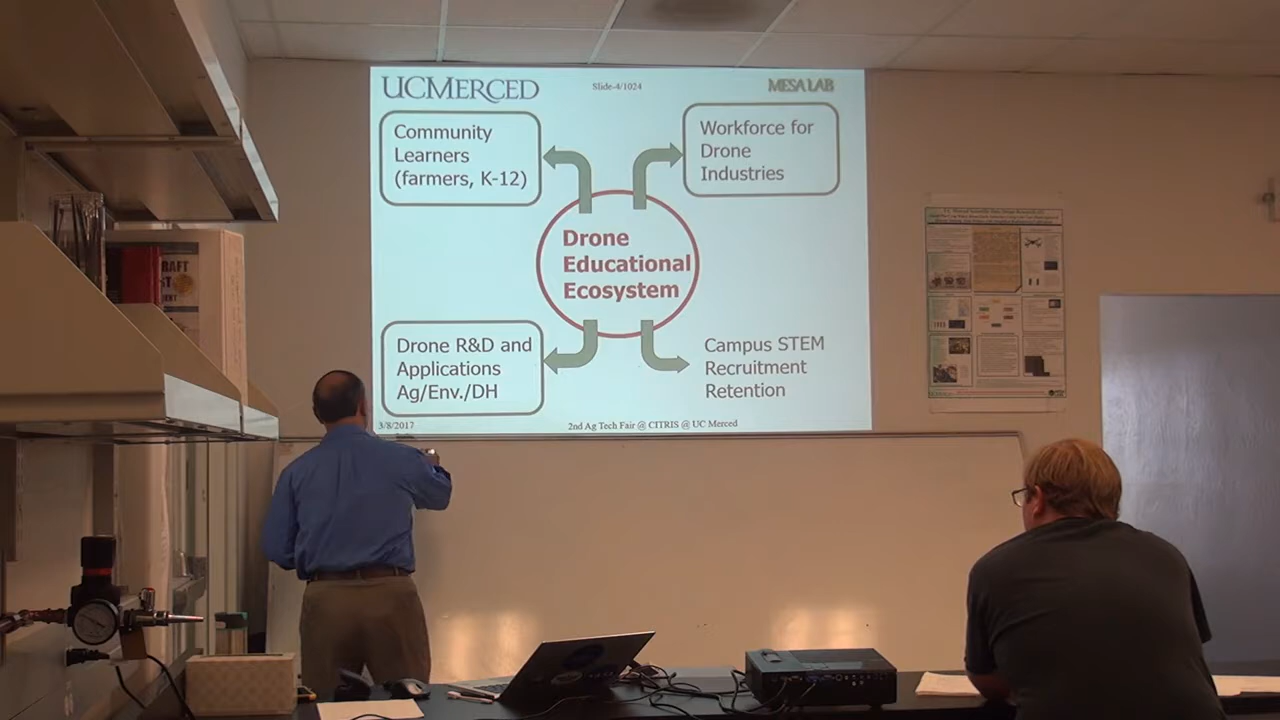 UCMERCED
Slide-4/1024
MESA LAB
Community
Learners
(farmers, K-12)
Workforce for
Drone
Industries
Drone
Educational
Ecosystem
Drone R&D and
Applications
Ag/Env./DH
Campus STEM
Recruitment
Retention
3/8/2017
2nd Ag Tech Fair @ CITRIS @ UC Merced